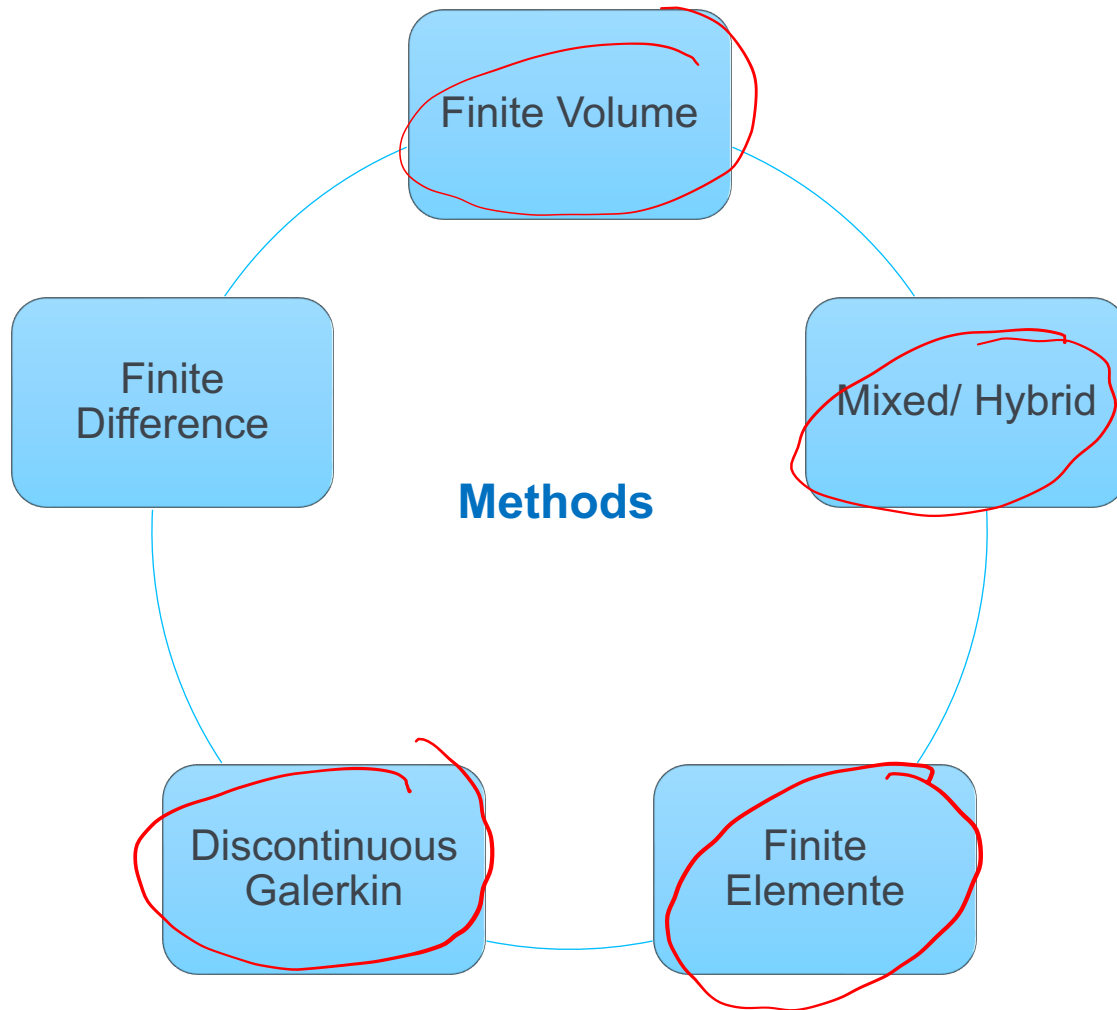 Finite Volume
Mixed/ Hybrid
Finite
Elemente
Discontinuous
Galerkin
Finite
Difference
Methods